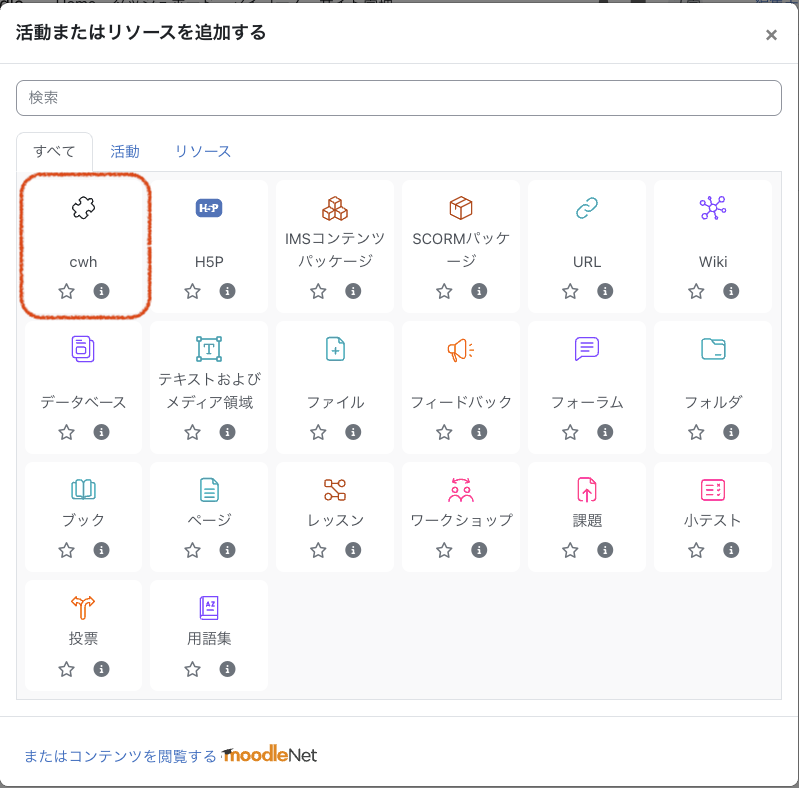 活動またはリソースを追加する
×
検索
すべて
活動
リソース
cwh
H5P
H5P
IMSコンテンツ
パッケージ
SCORMパッケ
ージ
URL
Wiki
データベース
T
テキストおよび
メディア領域
ファイル
フィードバック
フォーラム
フォルダ
ブック
ページ
レッスン
ワークショップ
課題
小テスト
投票
AZ
用語集
またはコンテンツを閲覧する moodleNet